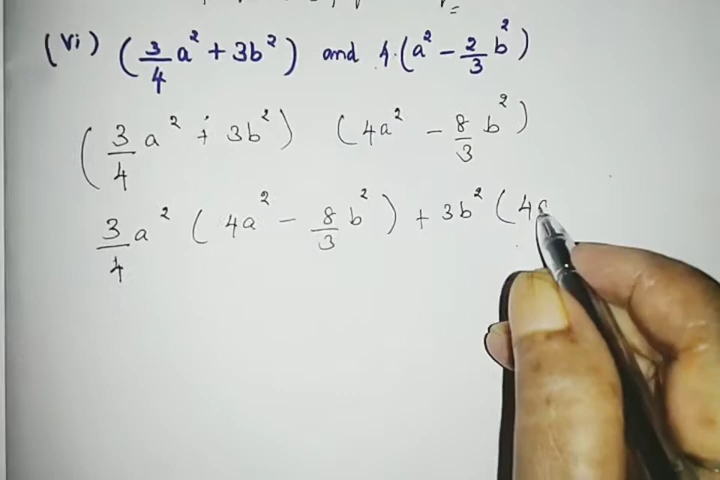 (vi) (3/4 a² + 3b²) and 4.(a² - 2/3 b²)
(3/4 a² + 3b²) (4a² - 8/3 b²)
3/4 a² (4a² - 8/3 b²) + 3b² (4a